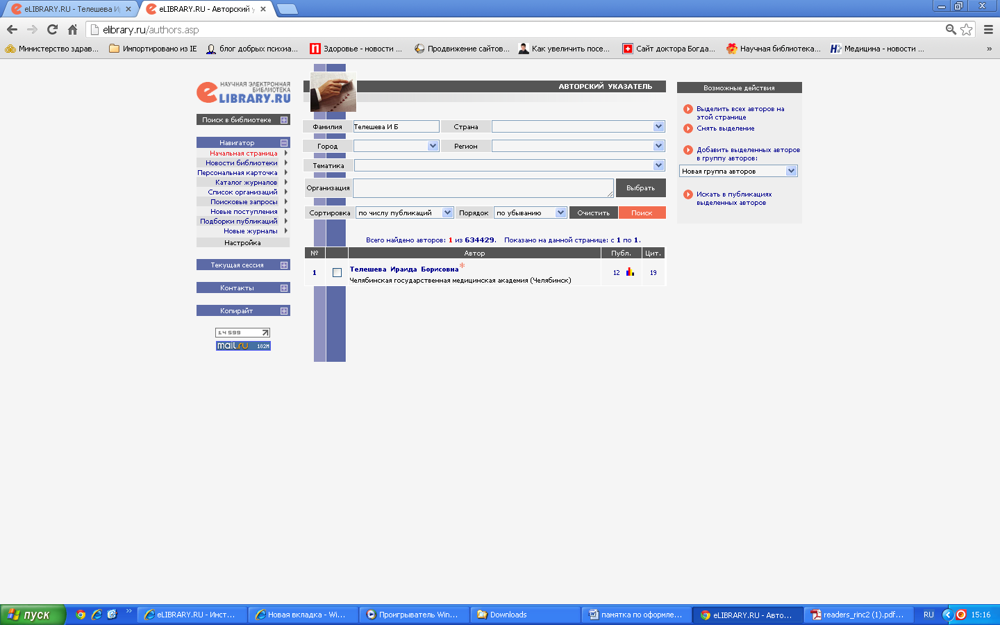 eLIBRARY.RU - Телешева И
eLIBRARY.RU - Авторский у
elibrary.ru/authors.asp
Министерство здрав...
Импортировано из IE
блог добрых психиа...
Здоровье - новости ...
Продвижение сайтов...
Как увеличить посе...
Сайт доктора Богда...
Научная библиотека...
Медицина - новости ...
»
НАУЧНАЯ ЭЛЕКТРОННАЯ
БИБЛИОТЕКА
eLIBRARY.RU
Поиск в библиотеке
Навигатор
Начальная страница
Новости библиотеки
Персональная карточка
Каталог журналов
Список организаций
Поисковые запросы
Новые поступления
Подборки публикаций
Новые журналы
Настройка
Текущая сессия
Контакты
Копирайт
14 599
mail.ru 182M
АВТОРСКИЙ УКАЗАТЕЛЬ
Фамилия Телешева И Б Страна
Город Регион
Тематика
Организация Выбрать
Сортировка по числу публикаций Порядок по убыванию Очистить Поиск
Всего найдено авторов: 1 из 634429. Показано на данной странице: с 1 по 1.
№ Автор Публ. Цит.
1 Телешева Ираида Борисовна* 12 19
Челябинская государственная медицинская академия (Челябинск)
Возможные действия
Выделить всех авторов на
этой странице
Снять выделение
Добавить выделенных авторов
в группу авторов:
Новая группа авторов
Искать в публикациях
выделенных авторов
пуск
»
eLIBRARY.RU - Инст...
Новая вкладка - Wi...
Проигрыватель Win...
Downloads
памятка по оформле...
eLIBRARY.RU - Авто...
readers_rinc2 (1).pdf...
RU
15:16